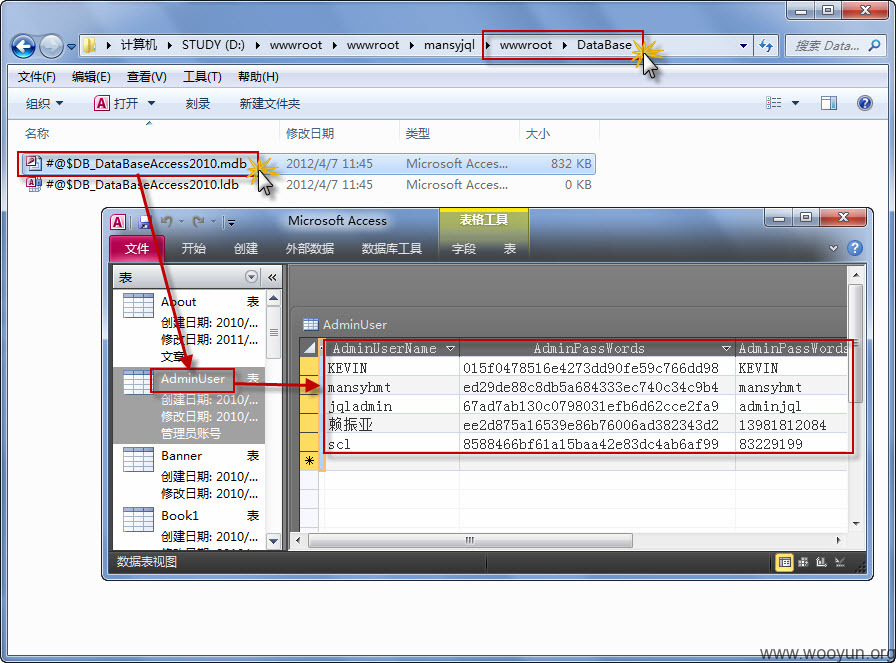 计算机 STUDY (D:) wwwroot wwwroot mansyjql wwwroot DataBase 搜索 Data...
文件(F) 编辑(E) 查看(V) 工具(T) 帮助(H)
组织 打开 刻录 新建文件夹
名称 修改日期 类型 大小
#@$DB_DataBaseAccess2010.mdb 2012/4/7 11:45 Microsoft Acces... 832 KB
#@$DB_DataBaseAccess2010.ldb 2012/4/7 11:45 Microsoft Acces... 0 KB
Microsoft Access 表格工具
文件 开始 创建 外部数据 数据库工具 字段 表
表
About 表
创建日期: 2010/...
修改日期: 2011/...
文章
AdminUser 表
创建日期: 2010/...
修改日期: 2010/...
管理员账号
Banner 表
创建日期: 2010/...
修改日期: 2010/...
Book1 表
创建日期: 2010/...
AdminUser
AdminUserName AdminPassWords AdminPassWords
KEVIN 015f0478516e4273dd90fe59c766dd98 KEVIN
mansyhmt ed29de88c8db5a684333ec740c34c9b4 mansyhmt
jqladmin 67ad7ab130c0798031efb6d62cce2fa9 adminjql
赖振亚 ee2d875a16539e86b76006ad382343d2 13981812084
scl 8588466bf61a15baa42e83dc4ab6af99 83229199
数据表视图
www.wooyun.org